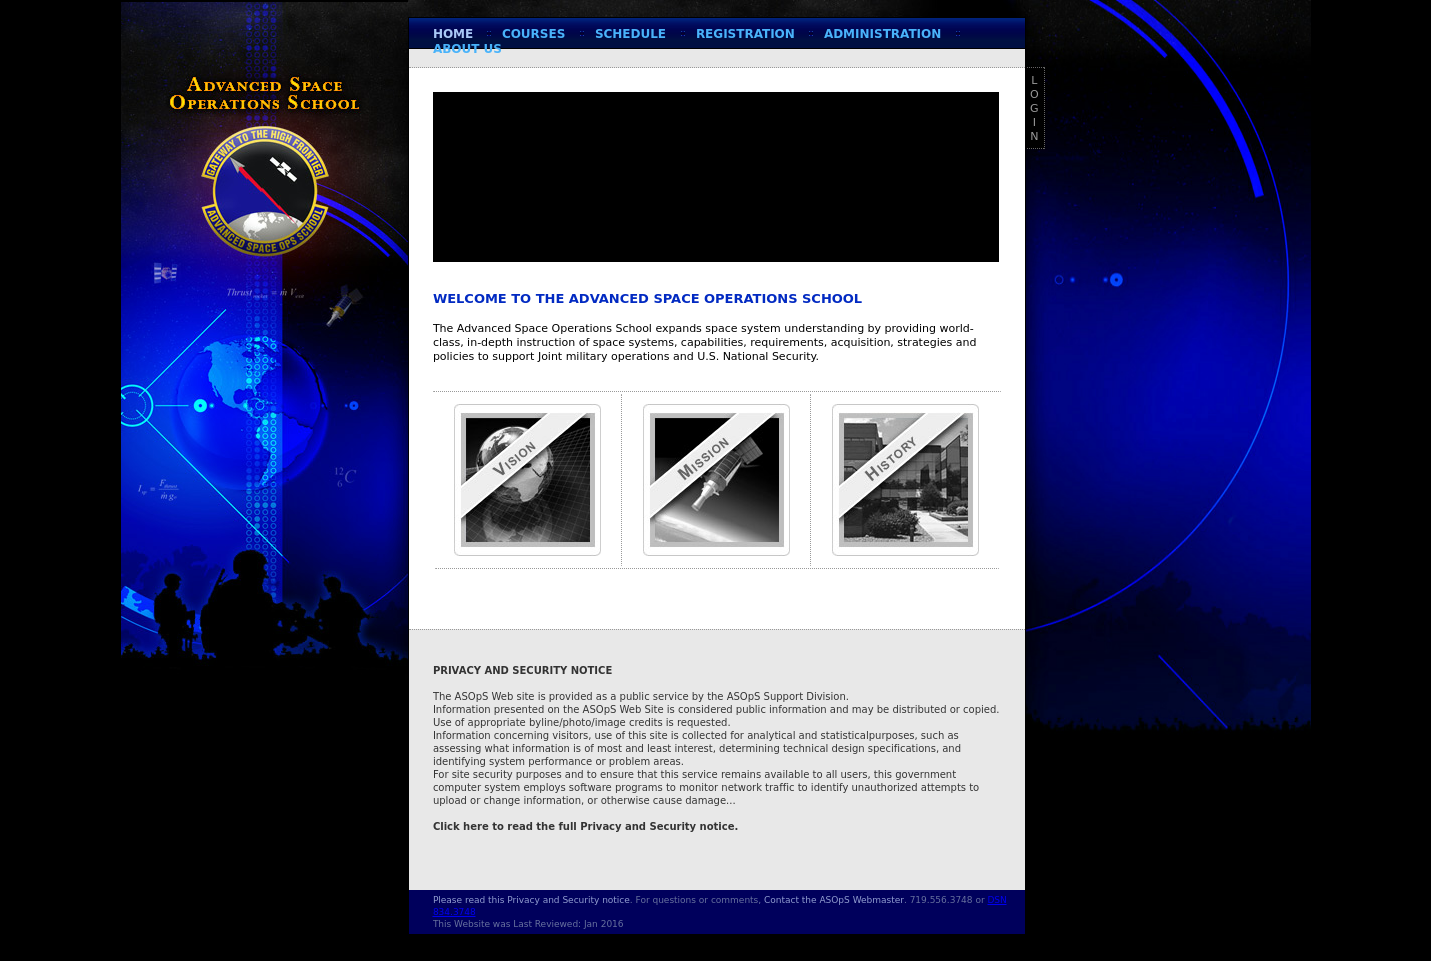 HOME :: COURSES :: SCHEDULE :: REGISTRATION :: ADMINISTRATION ::
ABOUT US
ADVANCED SPACE
OPERATIONS SCHOOL
GATEWAY TO THE HIGH FRONTIER
ADVANCED SPACE OPS SCHOOL
L
O
G
I
N
WELCOME TO THE ADVANCED SPACE OPERATIONS SCHOOL
The Advanced Space Operations School expands space system understanding by providing world-
class, in-depth instruction of space systems, capabilities, requirements, acquisition, strategies and
policies to support Joint military operations and U.S. National Security.
VISION
MISSION
HISTORY
PRIVACY AND SECURITY NOTICE
The ASOpS Web site is provided as a public service by the ASOpS Support Division.
Information presented on the ASOpS Web Site is considered public information and may be distributed or copied.
Use of appropriate byline/photo/image credits is requested.
Information concerning visitors, use of this site is collected for analytical and statisticalpurposes, such as
assessing what information is of most and least interest, determining technical design specifications, and
identifying system performance or problem areas.
For site security purposes and to ensure that this service remains available to all users, this government
computer system employs software programs to monitor network traffic to identify unauthorized attempts to
upload or change information, or otherwise cause damage...
Click here to read the full Privacy and Security notice.
Please read this Privacy and Security notice. For questions or comments, Contact the ASOpS Webmaster. 719.556.3748 or DSN
This Website was Last Reviewed: Jan 2016